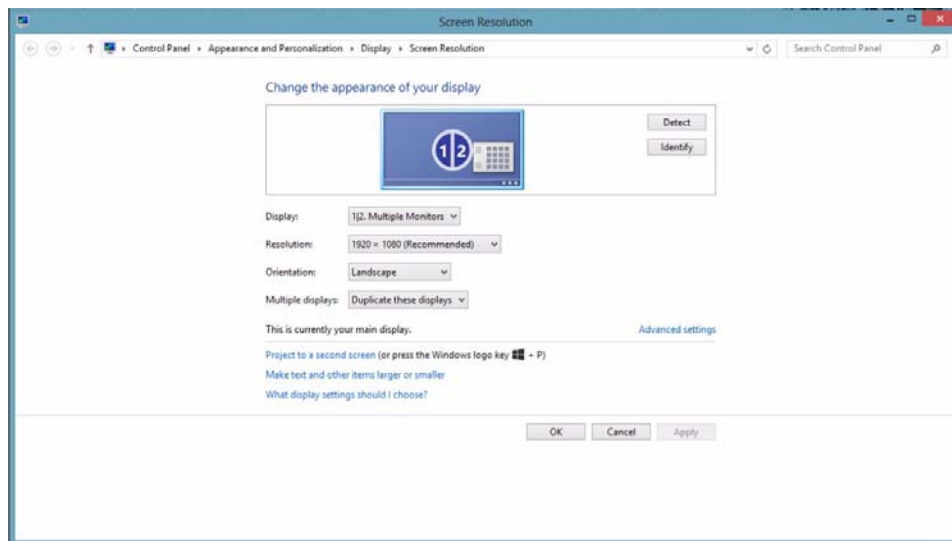 Screen Resolution
Control Panel ▸ Appearance and Personalization ▸ Display ▸ Screen Resolution
Search Control Panel
Change the appearance of your display
1 2
Detect
Identify
Display: 1|2. Multiple Monitors
Resolution: 1920 × 1080 (Recommended)
Orientation: Landscape
Multiple displays: Duplicate these displays
This is currently your main display.
Advanced settings
Project to a second screen (or press the Windows logo key + P)
Make text and other items larger or smaller
What display settings should I choose?
OK Cancel Apply